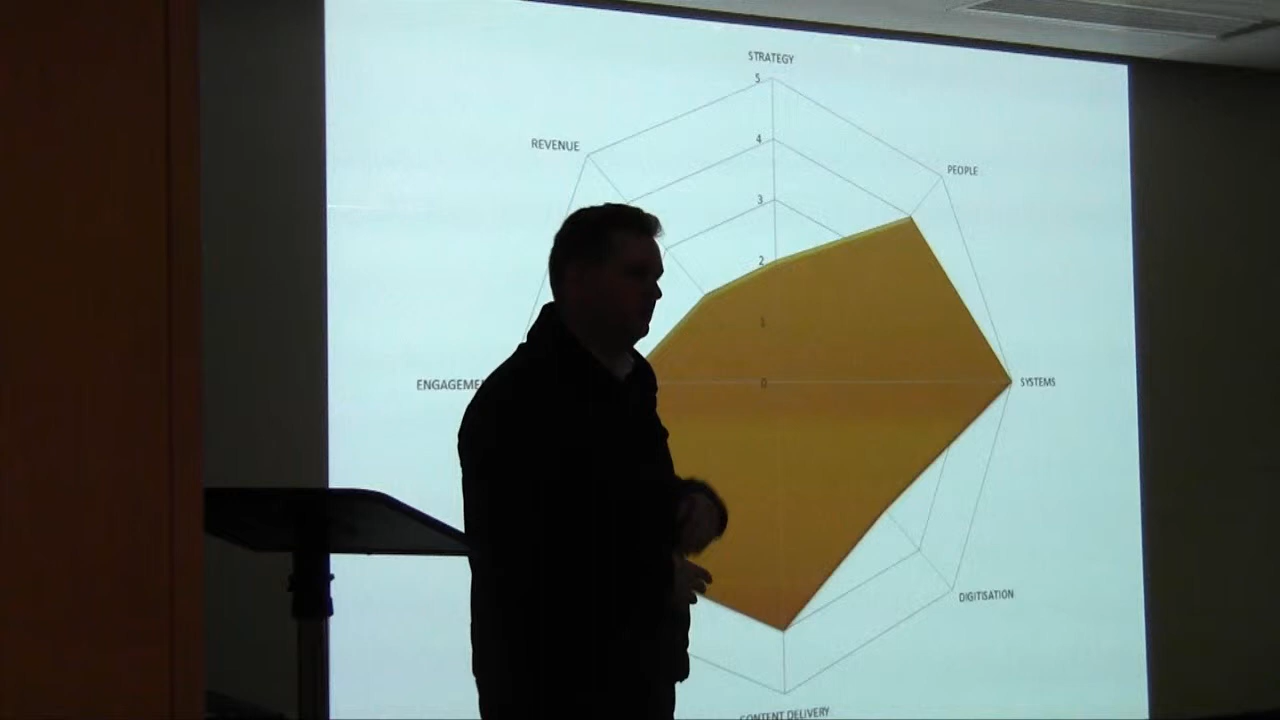 STRATEGY
5
REVENUE
4
PEOPLE
3
2
1
0
ENGAGEME
SYSTEMS
DIGITISATION
CONTENT DELIVERY